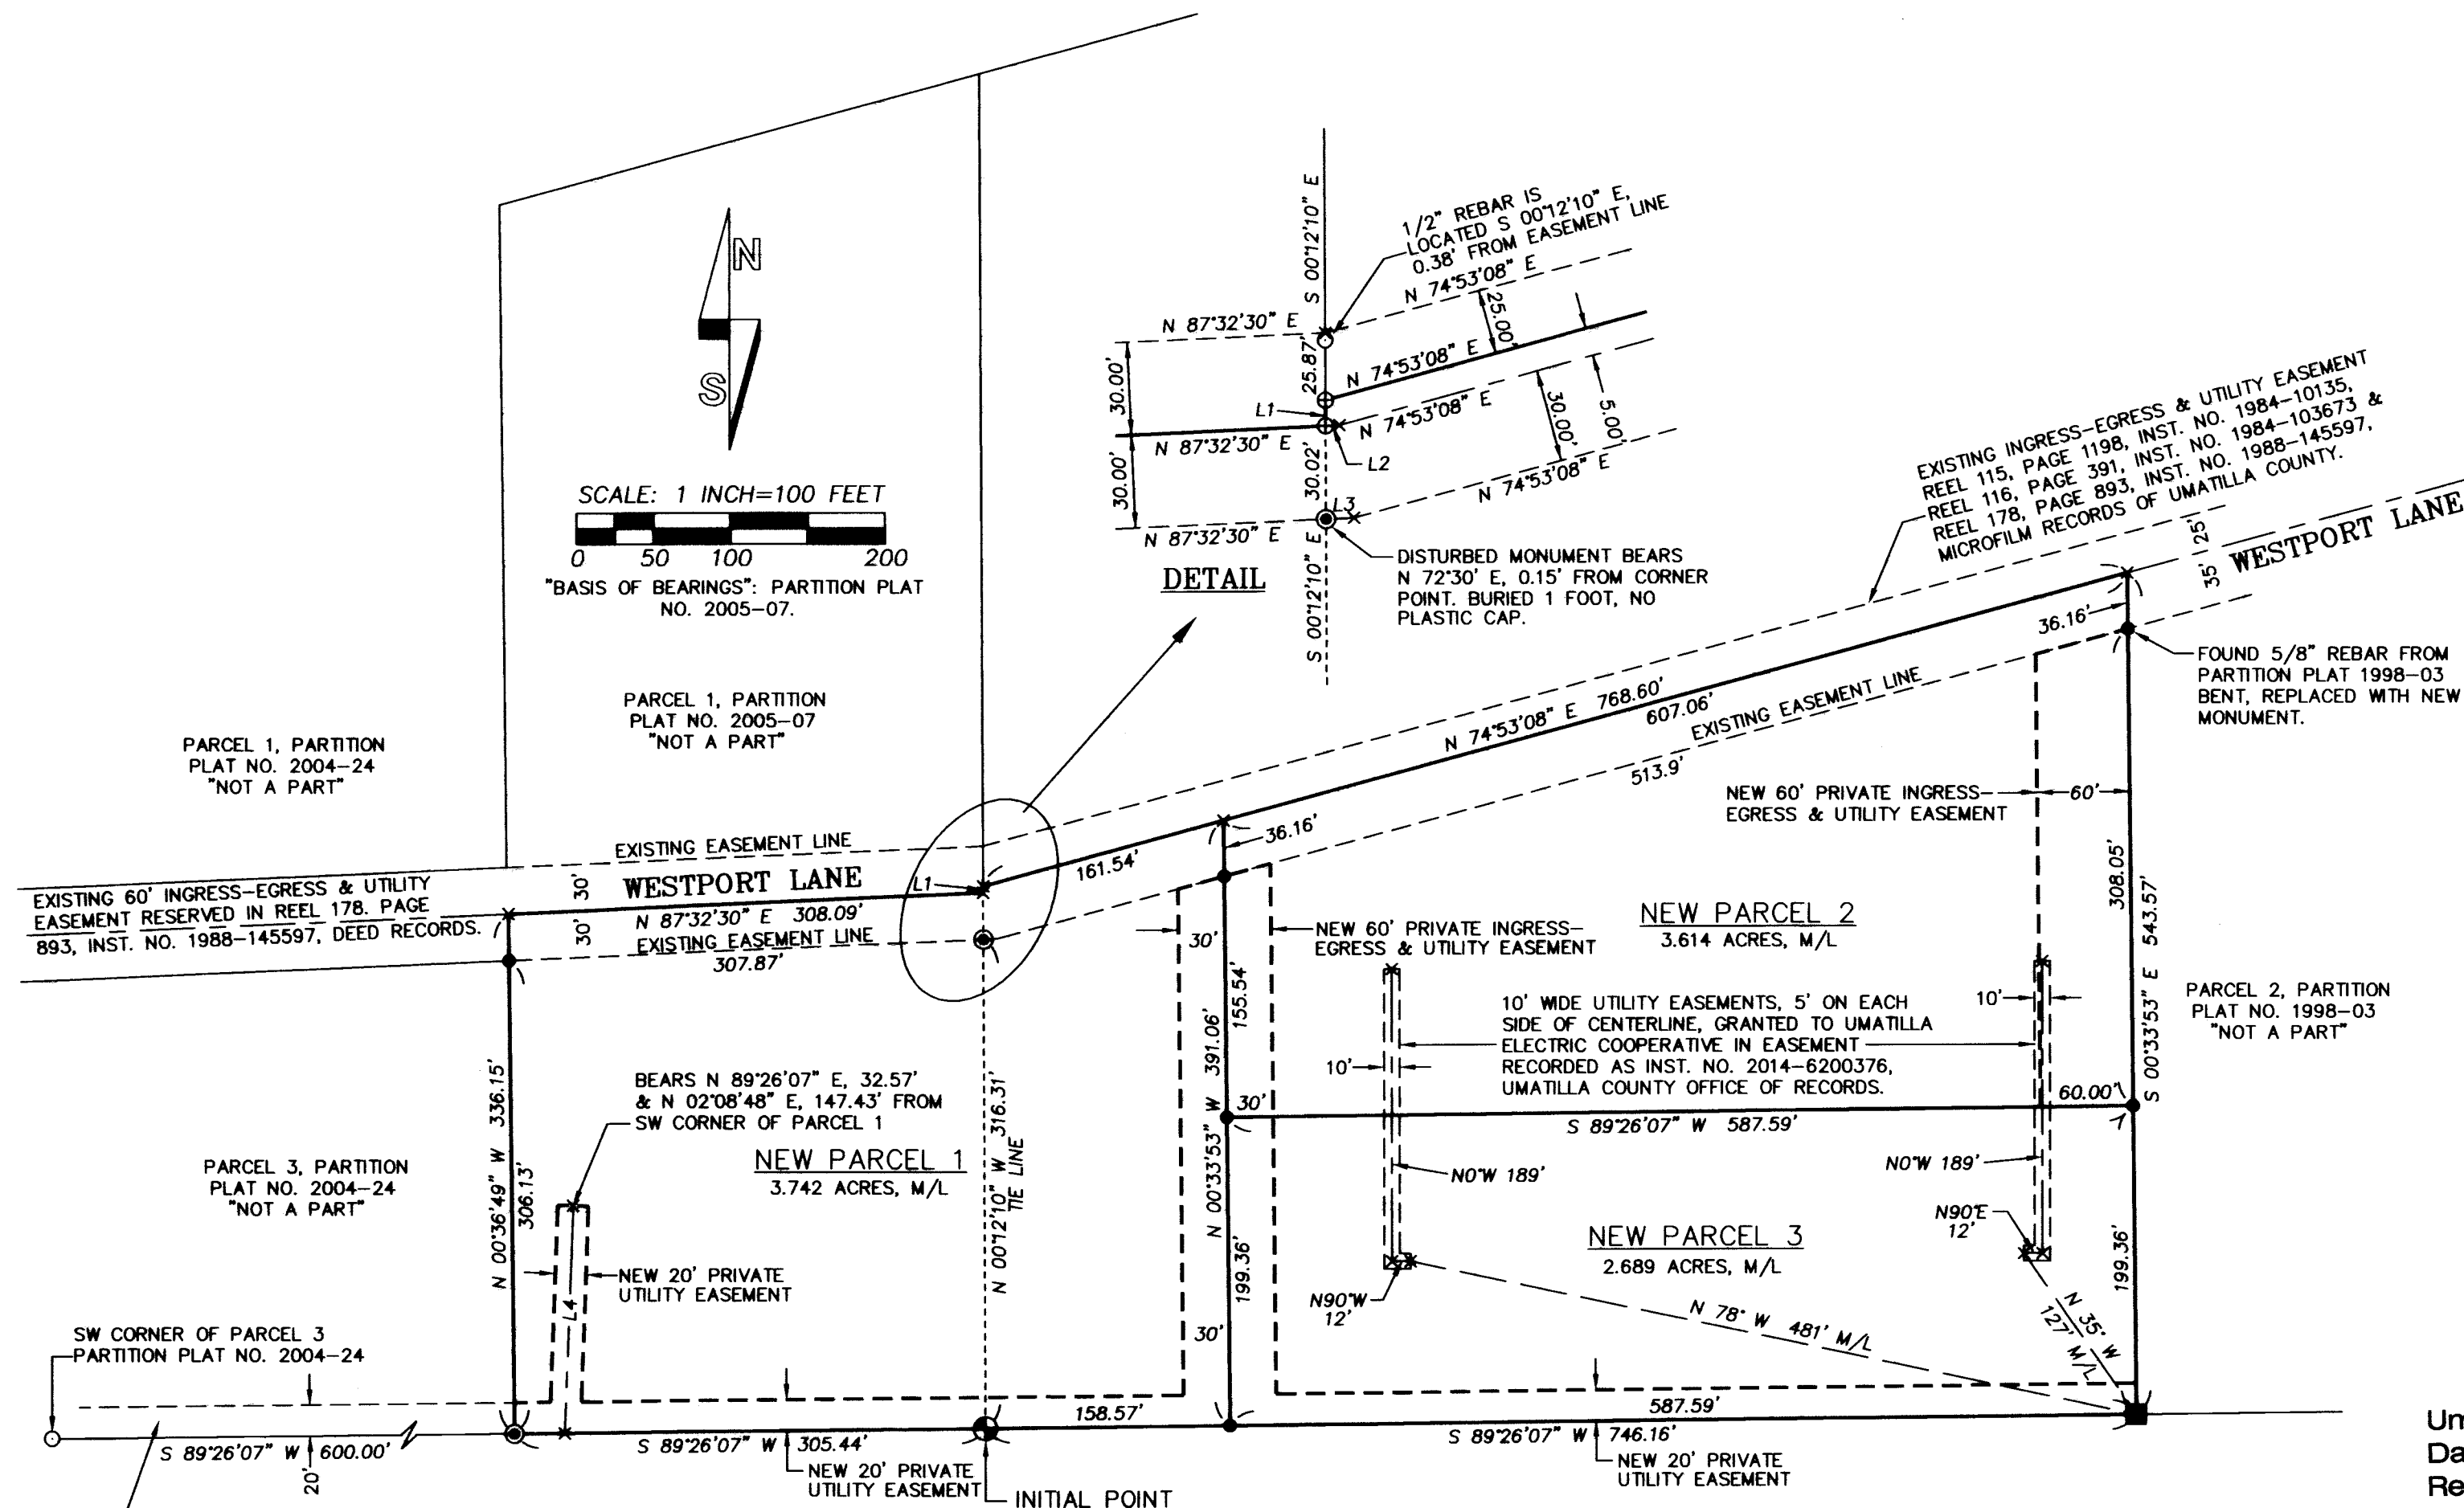 N
S
SCALE: 1 INCH=100 FEET
0 50 100 200
"BASIS OF BEARINGS": PARTITION PLAT
NO. 2005-07.
S 00°12'10" E
1/2" REBAR IS
LOCATED S 00°12'10" E,
0.38' FROM EASEMENT LINE
N 74°53'08" E
25.00'
N 87°32'30" E
30.00'
25.87'
N 74°53'08" E
L1
N 74°53'08" E
5.00'
30.00'
N 87°32'30" E
L2
30.00'
30.02'
N 74°53'08" E
L3
N 87°32'30" E
S 00°12'10" E
DETAIL
DISTURBED MONUMENT BEARS
N 72°30' E, 0.15' FROM CORNER
POINT. BURIED 1 FOOT, NO
PLASTIC CAP.
EXISTING INGRESS-EGRESS & UTILITY EASEMENT
REEL 115, PAGE 1198, INST. NO. 1984-10135,
REEL 116, PAGE 391, INST. NO. 1984-103673 &
REEL 178, PAGE 893, INST. NO. 1988-145597,
MICROFILM RECORDS OF UMATILLA COUNTY.
25'
35'
WESTPORT LANE
36.16'
FOUND 5/8" REBAR FROM
PARTITION PLAT 1998-03
BENT, REPLACED WITH NEW
MONUMENT.
PARCEL 1, PARTITION
PLAT NO. 2004-24
"NOT A PART"
PARCEL 1, PARTITION
PLAT NO. 2005-07
"NOT A PART"
N 74°53'08" E 768.60'
607.06'
EXISTING EASEMENT LINE
513.9'
NEW 60' PRIVATE INGRESS-
EGRESS & UTILITY EASEMENT
60'
308.05'
S 00°33'53" E 543.57'
EXISTING EASEMENT LINE
30'
WESTPORT LANE
L1
161.54'
36.16'
EXISTING 60' INGRESS-EGRESS & UTILITY
EASEMENT RESERVED IN REEL 178. PAGE
893, INST. NO. 1988-145597, DEED RECORDS.
N 87°32'30" E 308.09'
30'
EXISTING EASEMENT LINE
307.87'
30'
NEW 60' PRIVATE INGRESS-
EGRESS & UTILITY EASEMENT
NEW PARCEL 2
3.614 ACRES, M/L
10' WIDE UTILITY EASEMENTS, 5' ON EACH
SIDE OF CENTERLINE, GRANTED TO UMATILLA
ELECTRIC COOPERATIVE IN EASEMENT
RECORDED AS INST. NO. 2014-6200376,
UMATILLA COUNTY OFFICE OF RECORDS.
10'
10'
PARCEL 2, PARTITION
PLAT NO. 1998-03
"NOT A PART"
155.54'
N 00°33'53" W 391.06'
30'
60.00'
S 89°26'07" W 587.59'
N 00°36'49" W 336.15'
306.13'
BEARS N 89°26'07" E, 32.57'
& N 02°08'48" E, 147.43' FROM
SW CORNER OF PARCEL 1
N 00°12'10" W 316.31'
TIE LINE
NEW PARCEL 1
3.742 ACRES, M/L
PARCEL 3, PARTITION
PLAT NO. 2004-24
"NOT A PART"
L4
NEW 20' PRIVATE
UTILITY EASEMENT
N0°W 189'
N0°W 189'
N90°E
12'
N90°W
12'
NEW PARCEL 3
2.689 ACRES, M/L
199.36'
199.36'
30'
N 78° W 481' M/L
N 35° W
127' M/L
SW CORNER OF PARCEL 3
PARTITION PLAT NO. 2004-24
S 89°26'07" W 600.00'
20'
S 89°26'07" W 305.44'
158.57'
587.59'
S 89°26'07" W 746.16'
NEW 20' PRIVATE
UTILITY EASEMENT
INITIAL POINT
NEW 20' PRIVATE
UTILITY EASEMENT
Um
Da
Re